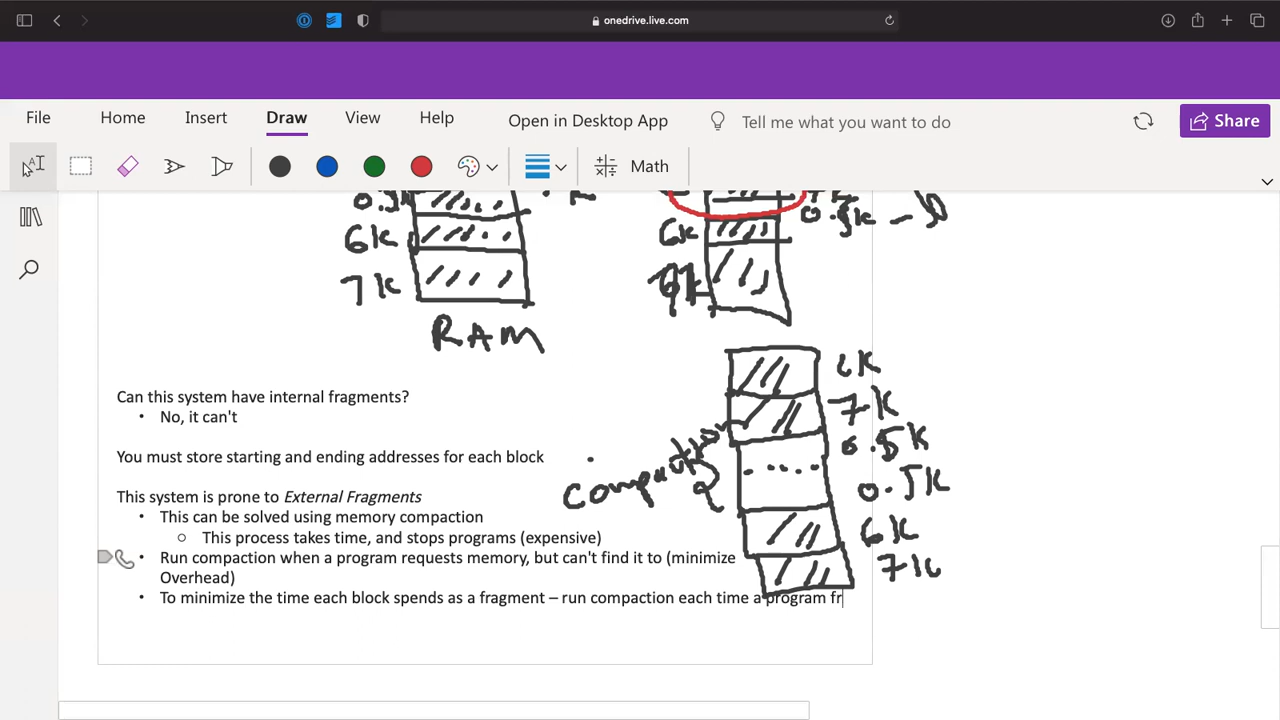 onedrive.live.com
File Home Insert Draw View Help Open in Desktop App Tell me what you want to do Share
Math
0.5K
6K
7K
RAM
6K
7K
0.5K
0.5K
6K
7K
compaction
Can this system have internal fragments?
• No, it can't
You must store starting and ending addresses for each block
This system is prone to External Fragments
• This can be solved using memory compaction
○ This process takes time, and stops programs (expensive)
• Run compaction when a program requests memory, but can't find it to (minimize
Overhead)
• To minimize the time each block spends as a fragment – run compaction each time a program fr